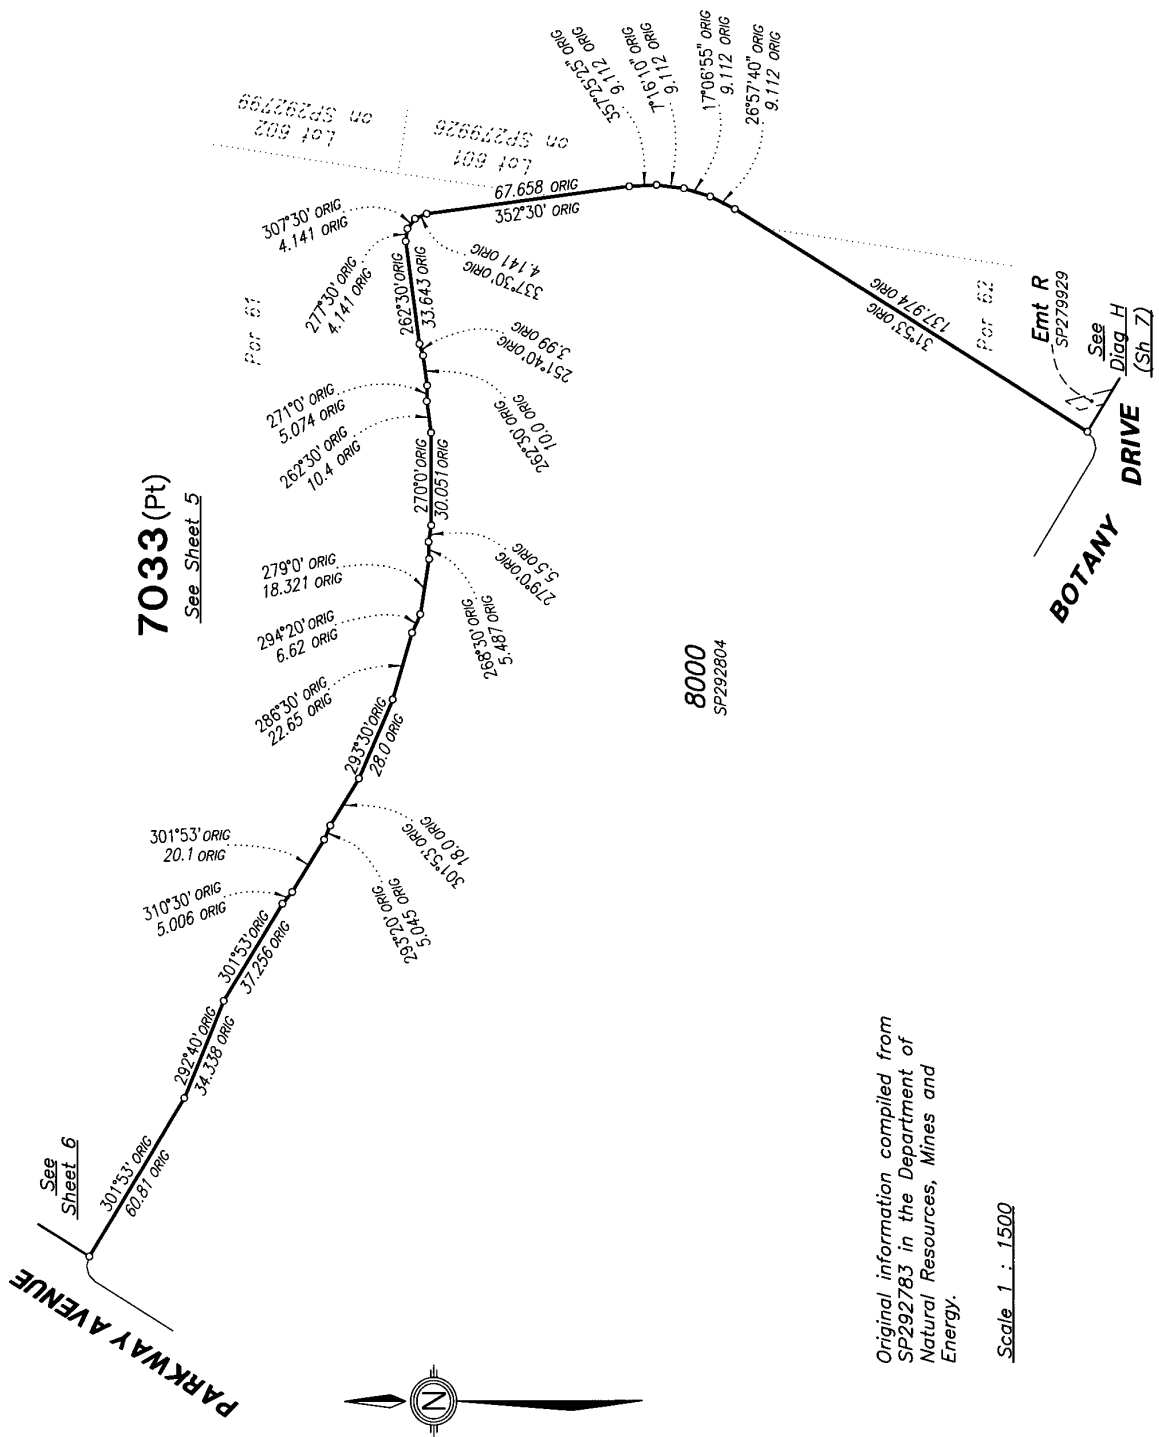 PARKWAY AVENUE
See
Sheet 6
301°53' ORIG
60.81 ORIG
292°40' ORIG
34.338 ORIG
301°53' ORIG
37.256 ORIG
310°30' ORIG
5.006 ORIG
301°53' ORIG
20.1 ORIG
293°20' ORIG
5.045 ORIG
301°53' ORIG
18.0 ORIG
293°30' ORIG
28.0 ORIG
286°30' ORIG
22.65 ORIG
294°20' ORIG
6.62 ORIG
279°0' ORIG
18.321 ORIG
268°30' ORIG
5.487 ORIG
279°0' ORIG
5.5 ORIG
7033 (Pt)
See Sheet 5
270°0' ORIG
30.051 ORIG
262°30' ORIG
10.4 ORIG
271°0' ORIG
5.074 ORIG
262°30' ORIG
10.0 ORIG
251°40' ORIG
3.99 ORIG
Por 61
262°30' ORIG
33.643 ORIG
277°30' ORIG
4.141 ORIG
307°30' ORIG
4.141 ORIG
337°30' ORIG
4.141 ORIG
Lot 602
on SP292799
Lot 601
on SP279926
67.658 ORIG
352°30' ORIG
357°25'25" ORIG
9.112 ORIG
7°16'10" ORIG
9.112 ORIG
17°06'55" ORIG
9.112 ORIG
26°57'40" ORIG
9.112 ORIG
31°53' ORIG
137.974 ORIG
Por 62
Emt R
SP279929
See
Diag H
(Sh 7)
BOTANY DRIVE
8000
SP292804
Original information compiled from
SP292783 in the Department of
Natural Resources, Mines and
Energy.
Scale 1 : 1500
N